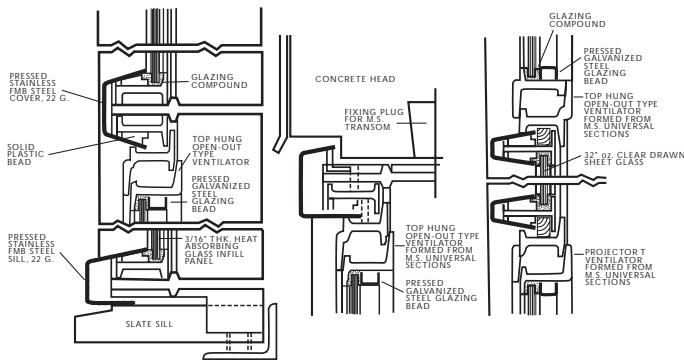 PRESSED
STAINLESS
FMB STEEL
COVER, 22 G.
SOLID
PLASTIC
BEAD
PRESSED
STAINLESS
FMB STEEL
SILL, 22 G.
GLAZING
COMPOUND
TOP HUNG
OPEN-OUT
TYPE
VENTILATOR
PRESSED
GALVANIZED
STEEL
GLAZING
BEAD
3/16" THK. HEAT
ABSORBING
GLASS INFILL
PANEL
SLATE SILL
CONCRETE HEAD
FIXING PLUG
FOR M.S.
TRANSOM
TOP HUNG
OPEN-OUT TYPE
VENTILATOR
FORMED FROM
M.S. UNIVERSAL
SECTIONS
PRESSED
GALVANIZED
STEEL GLAZING
BEAD
GLAZING
COMPOUND
PRESSED
GALVANIZED
STEEL
GLAZING
BEAD
TOP HUNG
OPEN-OUT TYPE
VENTILATOR
FORMED FROM
M.S. UNIVERSAL
SECTIONS
32" oz. CLEAR DRAWN
SHEET GLASS
PROJECTOR T
VENTILATOR
FORMED FROM
M.S. UNIVERSAL
SECTIONS